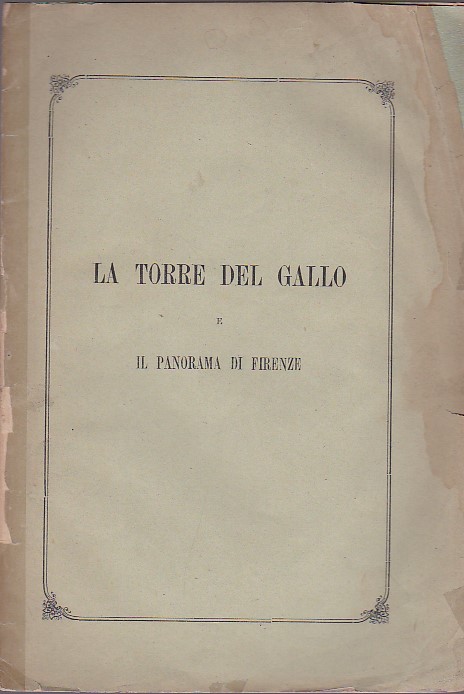 LA TORRE DEL GALLO
E
IL PANORAMA DI FIRENZE